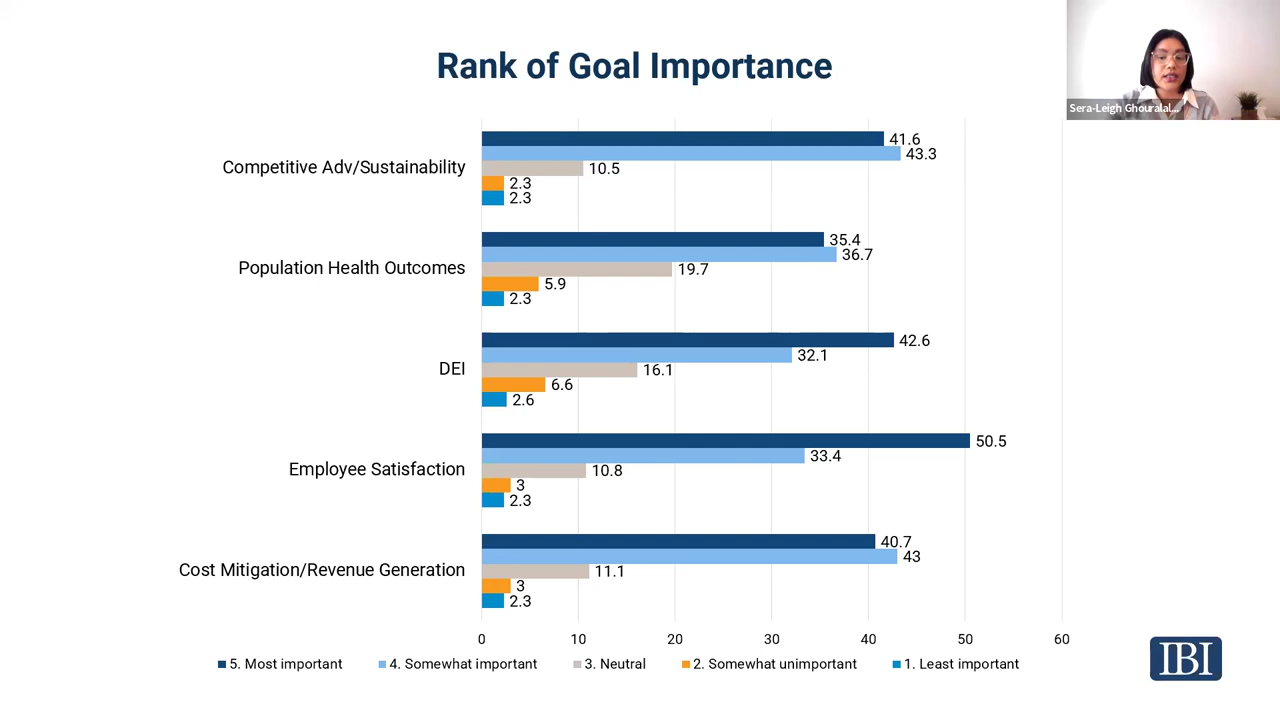 Rank of Goal Importance
Sera-Leigh Ghouralal...
Competitive Adv/Sustainability
41.6
43.3
10.5
2.3
2.3
Population Health Outcomes
35.4
36.7
19.7
5.9
2.3
DEI
42.6
32.1
16.1
6.6
2.6
Employee Satisfaction
50.5
33.4
10.8
3
2.3
Cost Mitigation/Revenue Generation
40.7
43
11.1
3
2.3
0 10 20 30 40 50 60
5. Most important 4. Somewhat important 3. Neutral 2. Somewhat unimportant 1. Least important
IBI